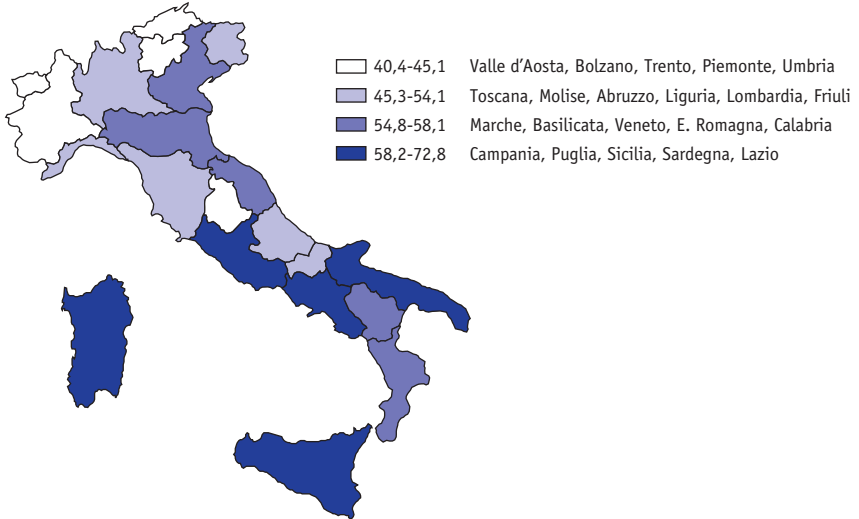 40,4-45,1 Valle d'Aosta, Bolzano, Trento, Piemonte, Umbria
45,3-54,1 Toscana, Molise, Abruzzo, Liguria, Lombardia, Friuli
54,8-58,1 Marche, Basilicata, Veneto, E. Romagna, Calabria
58,2-72,8 Campania, Puglia, Sicilia, Sardegna, Lazio